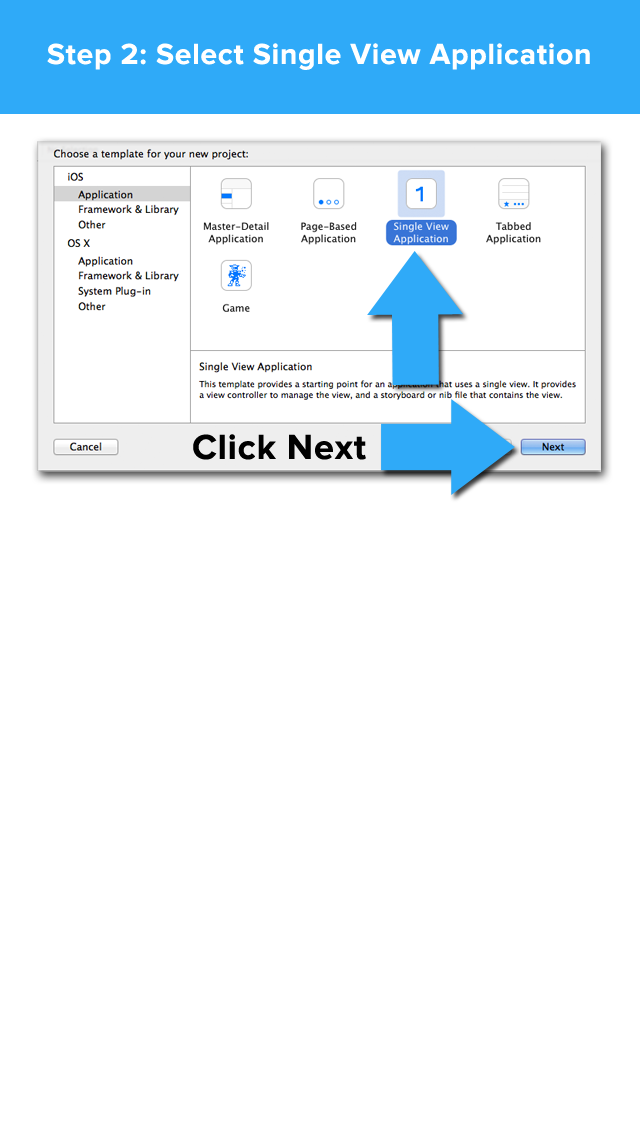 Step 2: Select Single View Application
Choose a template for your new project:
iOS
Application
Framework & Library
Other
OS X
Application
Framework & Library
System Plug-in
Other
Master-Detail
Application
Page-Based
Application
1
Single View
Application
Tabbed
Application
Game
Single View Application
This template provides a starting point for an application that uses a single view. It provides
a view controller to manage the view, and a storyboard or nib file that contains the view.
Cancel
Click Next
Next